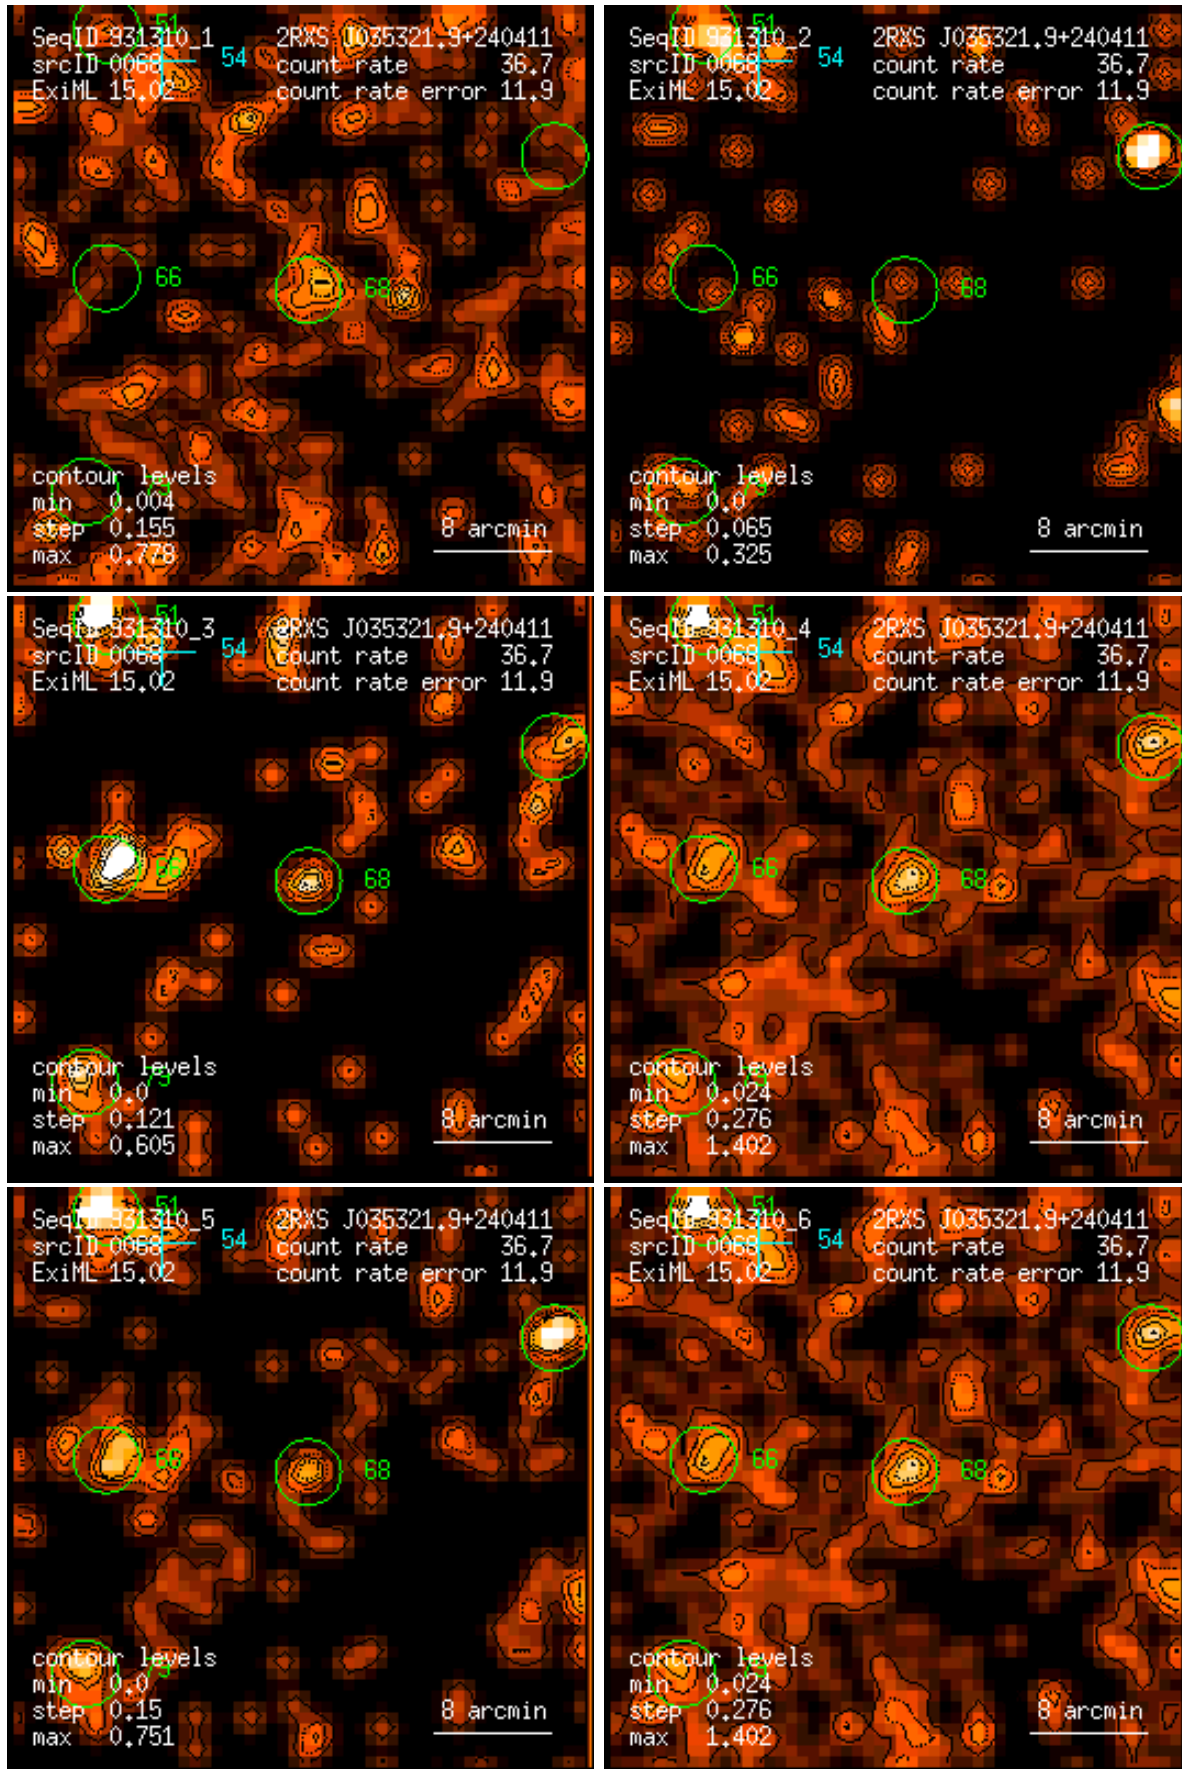 51
SeqID 931310_1 2RXS J035321.9+240411
srcID 0068 54 count rate 36.7
ExiML 15.02 count rate error 11.9
66
68
contour levels
min 0.004
step 0.155 8 arcmin
max 0.778
51
SeqID 931310_2 2RXS J035321.9+240411
srcID 0068 54 count rate 36.7
ExiML 15.02 count rate error 11.9
66
68
contour levels
min 0.0
step 0.065 8 arcmin
max 0.325
51
SeqID 931310_3 2RXS J035321.9+240411
srcID 0068 54 count rate 36.7
ExiML 15.02 count rate error 11.9
66
68
contour levels
min 0.0
step 0.121 8 arcmin
max 0.605
51
SeqID 931310_4 2RXS J035321.9+240411
srcID 0068 54 count rate 36.7
ExiML 15.02 count rate error 11.9
66
68
contour levels
min 0.024
step 0.276 8 arcmin
max 1.402
51
SeqID 931310_5 2RXS J035321.9+240411
srcID 0068 54 count rate 36.7
ExiML 15.02 count rate error 11.9
66
68
contour levels
min 0.0
step 0.15 8 arcmin
max 0.751
51
SeqID 931310_6 2RXS J035321.9+240411
srcID 0068 54 count rate 36.7
ExiML 15.02 count rate error 11.9
66
68
contour levels
min 0.024
step 0.276 8 arcmin
max 1.402